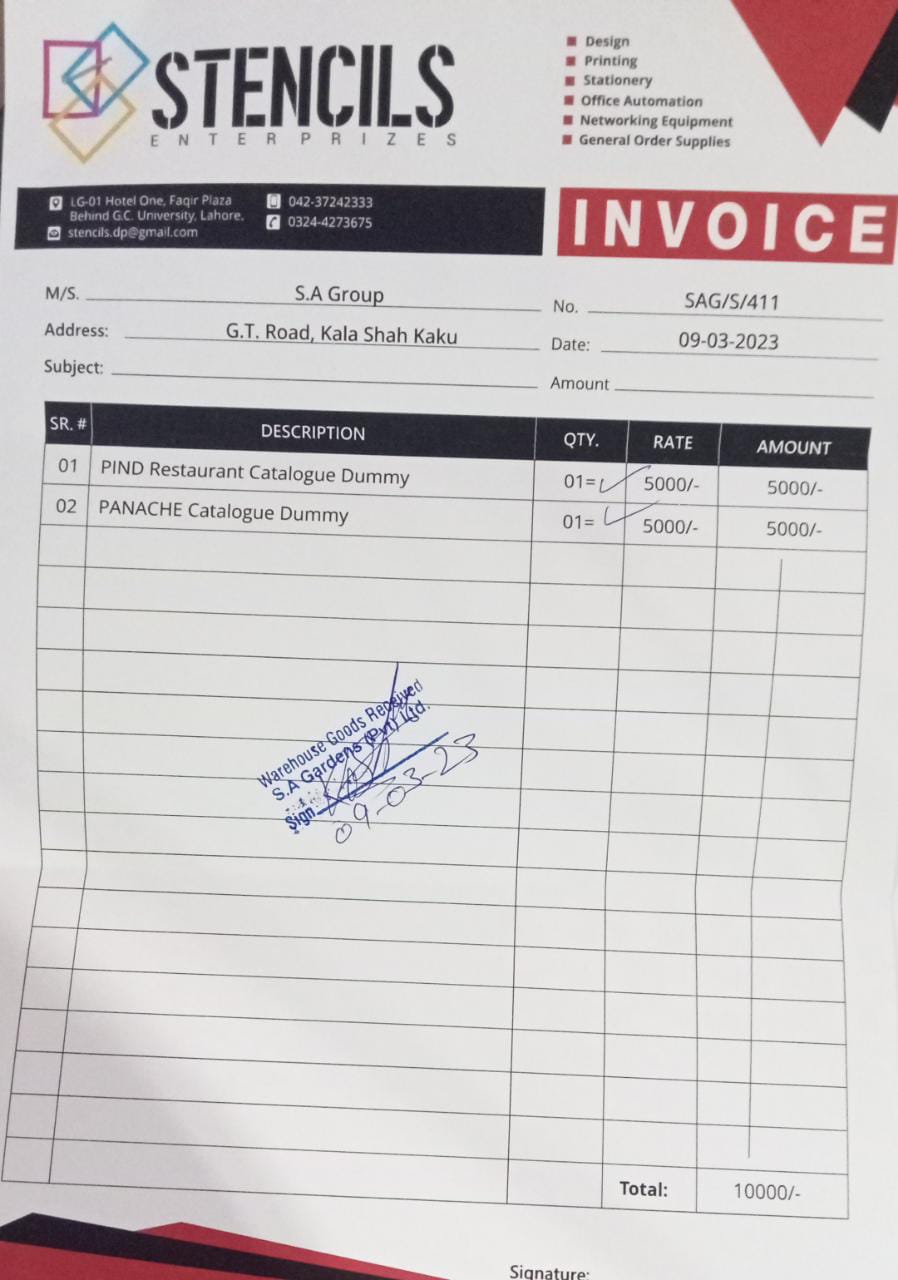 STENCILS
ENTERPRIZES
Design
Printing
Stationery
Office Automation
Networking Equipment
General Order Supplies
LG-01 Hotel One, Faqir Plaza
Behind G.C. University, Lahore.
stencils.dp@gmail.com
042-37242333
0324-4273675
INVOICE
M/S. S.A Group
No. SAG/S/411
Address: G.T. Road, Kala Shah Kaku
Date: 09-03-2023
Subject:
Amount
SR. # DESCRIPTION QTY. RATE AMOUNT
01 PIND Restaurant Catalogue Dummy 01= 5000/- 5000/-
02 PANACHE Catalogue Dummy 01= 5000/- 5000/-
Warehouse Goods Received
S.A Gardens (Pvt) Ltd.
Sign
09-03-23
Total: 10000/-
Signature: